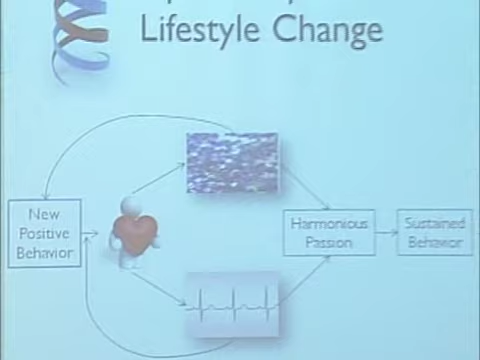 Lifestyle Change
New
Positive
Behavior
Harmonious
Passion
Sustained
Behavior